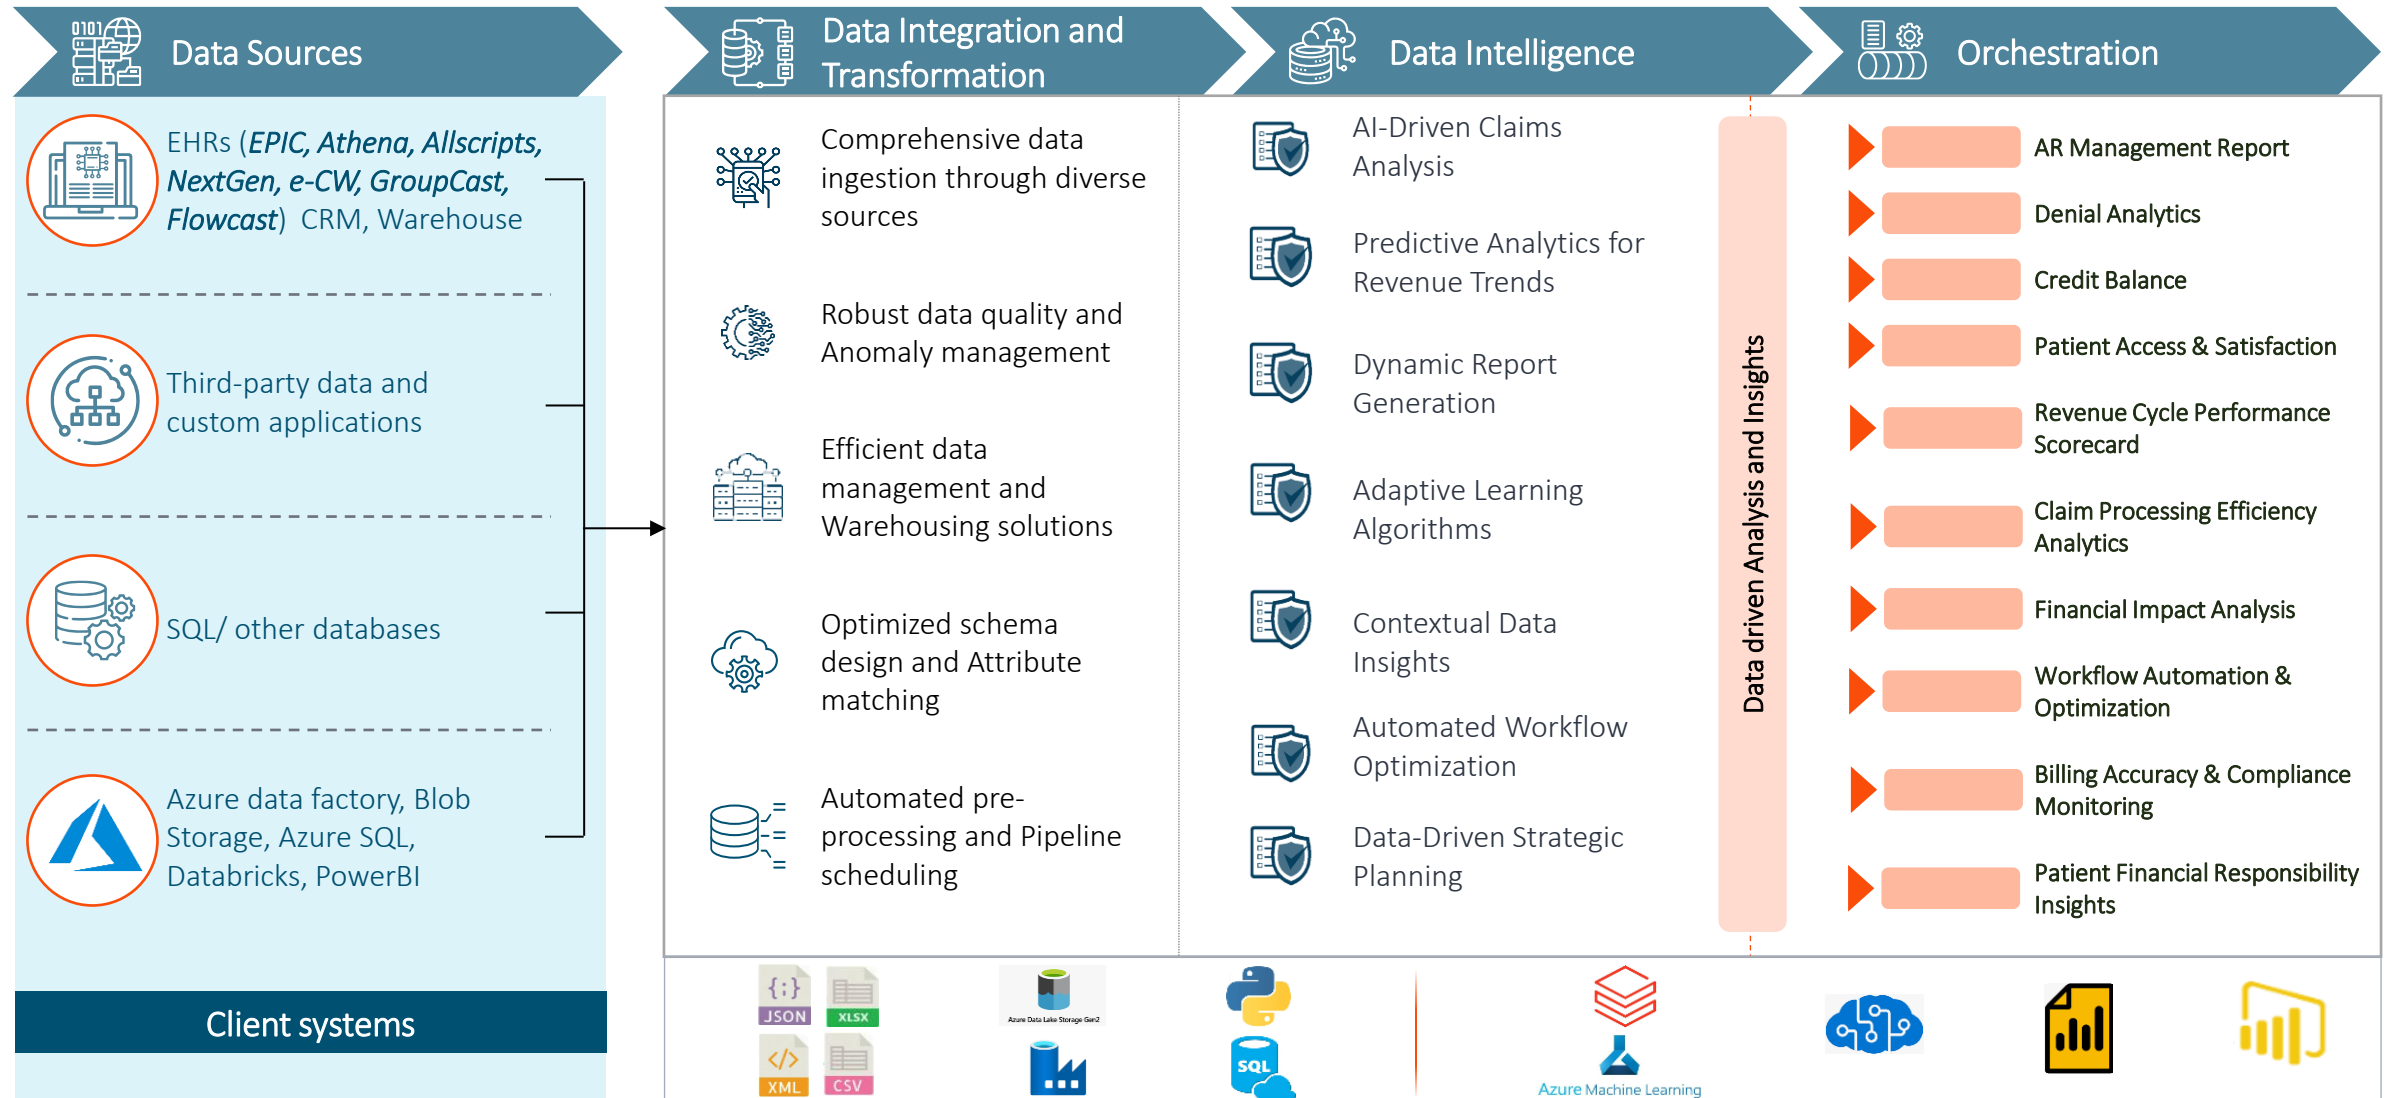 0101
Data Sources
EHRs (EPIC, Athena, Allscripts,
NextGen, e-CW, GroupCast,
Flowcast)  CRM, Warehouse
Third-party data and
custom applications
SQL/ other databases
Azure data factory, Blob
Storage, Azure SQL,
Databricks, PowerBI
Client systems
Data Integration and
Transformation
Comprehensive data
ingestion through diverse
sources
Robust data quality and
Anomaly management
Efficient data
management and
Warehousing solutions
Optimized schema
design and Attribute
matching
Automated pre-
processing and Pipeline
scheduling
Data Intelligence
AI-Driven Claims
Analysis
Predictive Analytics for
Revenue Trends
Dynamic Report
Generation
Adaptive Learning
Algorithms
Contextual Data
Insights
Automated Workflow
Optimization
Data-Driven Strategic
Planning
Data driven Analysis and Insights
Orchestration
AR Management Report
Denial Analytics
Credit Balance
Patient Access & Satisfaction
Revenue Cycle Performance
Scorecard
Claim Processing Efficiency
Analytics
Financial Impact Analysis
Workflow Automation &
Optimization
Billing Accuracy & Compliance
Monitoring
Patient Financial Responsibility
Insights
{:}
JSON
XLSX
</>
XML
CSV
Azure Data Lake Storage Gen2
SQL
Azure Machine Learning